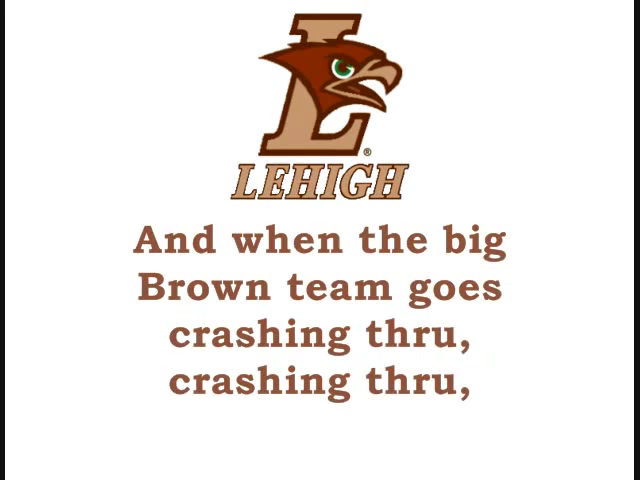 LEHIGH
And when the big
Brown team goes
crashing thru,
crashing thru,